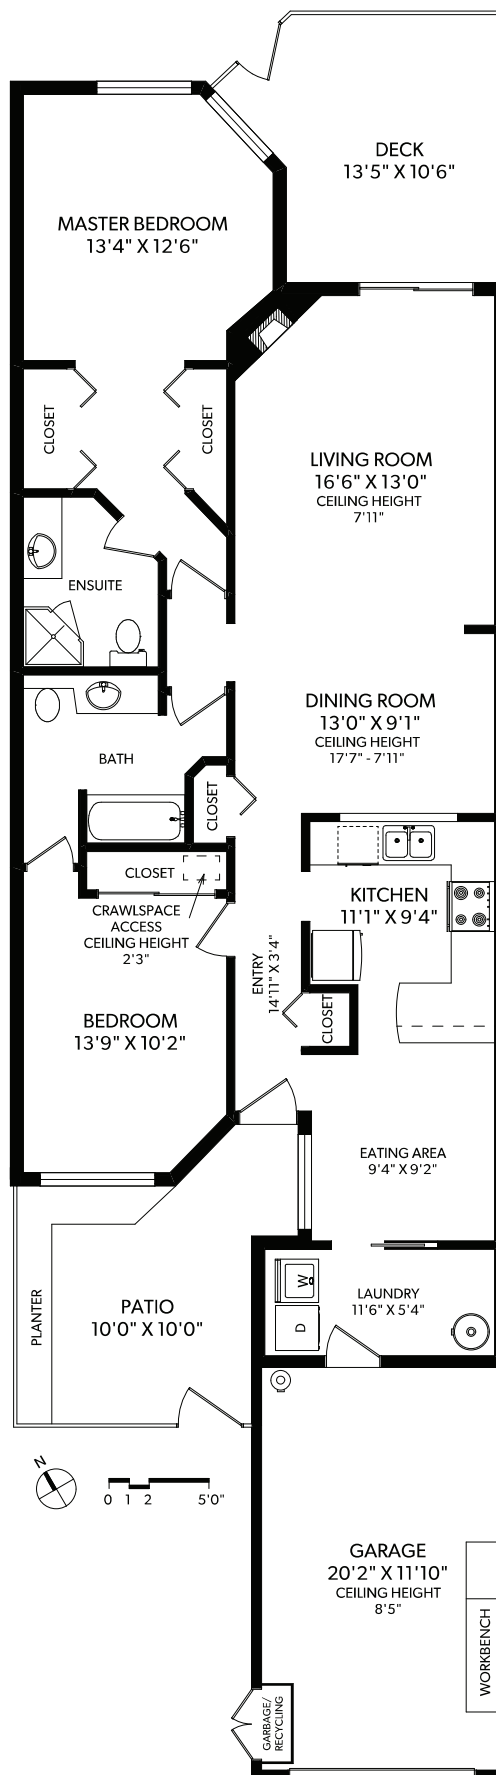 DECK
13'5" X 10'6"
MASTER BEDROOM
13'4" X 12'6"
CLOSET
CLOSET
LIVING ROOM
16'6" X 13'0"
CEILING HEIGHT
7'11"
ENSUITE
DINING ROOM
13'0" X 9'1"
CEILING HEIGHT
17'7" - 7'11"
BATH
CLOSET
CLOSET
KITCHEN
11'1" X 9'4"
CRAWLSPACE
ACCESS
CEILING HEIGHT
2'3"
ENTRY
14'11" X 3'4"
CLOSET
BEDROOM
13'9" X 10'2"
EATING AREA
9'4" X 9'2"
W
D
LAUNDRY
11'6" X 5'4"
PLANTER
PATIO
10'0" X 10'0"
N
0 1 2 5'0"
GARAGE
20'2" X 11'10"
CEILING HEIGHT
8'5"
WORKBENCH
GARBAGE/
RECYCLING